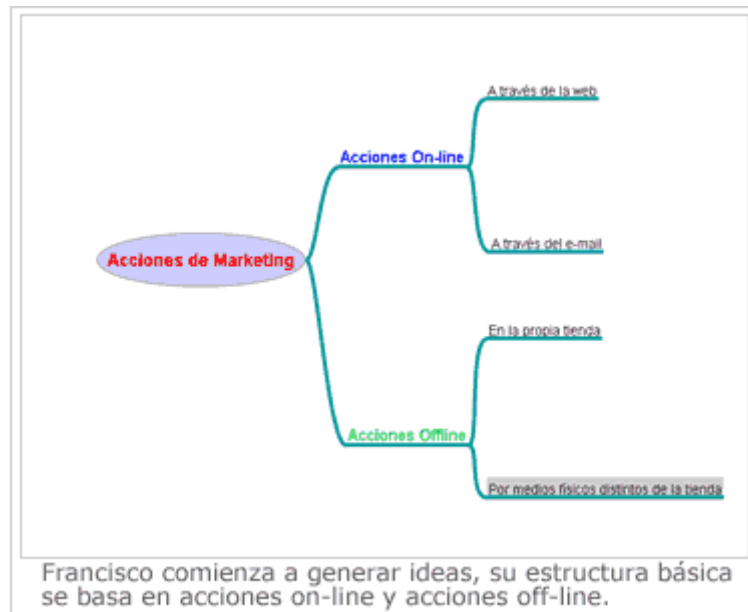 A través de la web
Acciones On-line
A través del e-mail
Acciones de Marketing
En la propia tienda
Acciones Offline
Por medios físicos distintos de la tienda
Francisco comienza a generar ideas, su estructura básica
se basa en acciones on-line y acciones off-line.